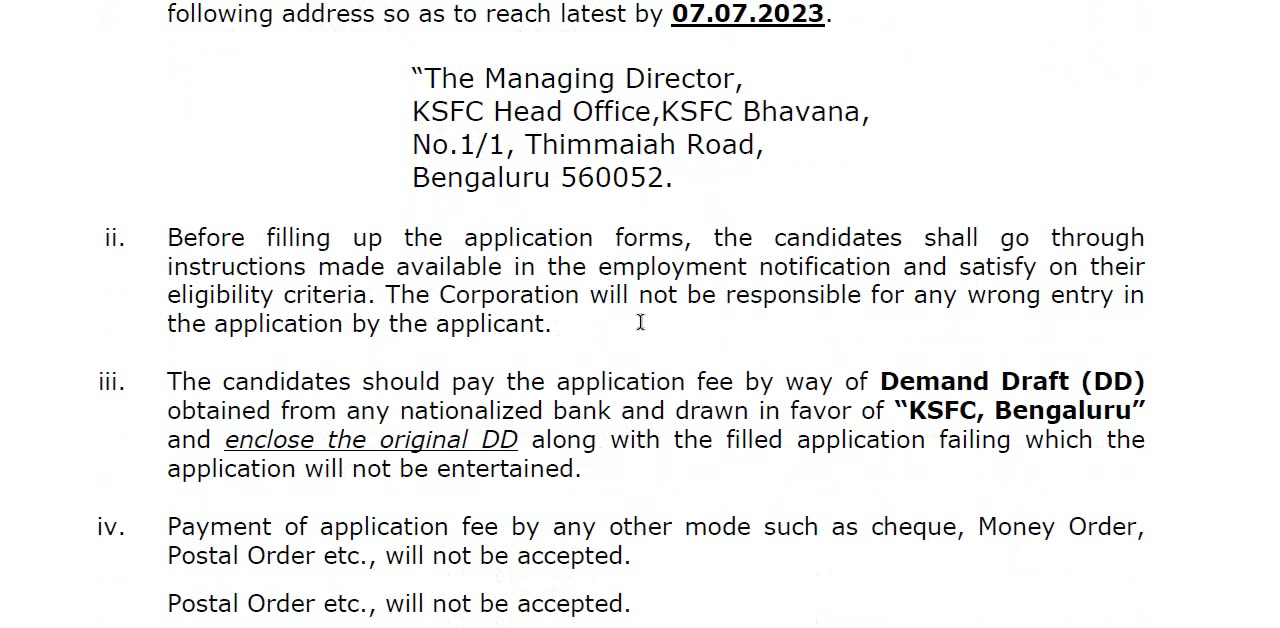 following address so as to reach latest by 07.07.2023.
“The Managing Director,
KSFC Head Office,KSFC Bhavana,
No.1/1, Thimmaiah Road,
Bengaluru 560052.
ii. Before filling up the application forms, the candidates shall go through
instructions made available in the employment notification and satisfy on their
eligibility criteria. The Corporation will not be responsible for any wrong entry in
the application by the applicant.
iii. The candidates should pay the application fee by way of Demand Draft (DD)
obtained from any nationalized bank and drawn in favor of “KSFC, Bengaluru”
and enclose the original DD along with the filled application failing which the
application will not be entertained.
iv. Payment of application fee by any other mode such as cheque, Money Order,
Postal Order etc., will not be accepted.
Postal Order etc., will not be accepted.